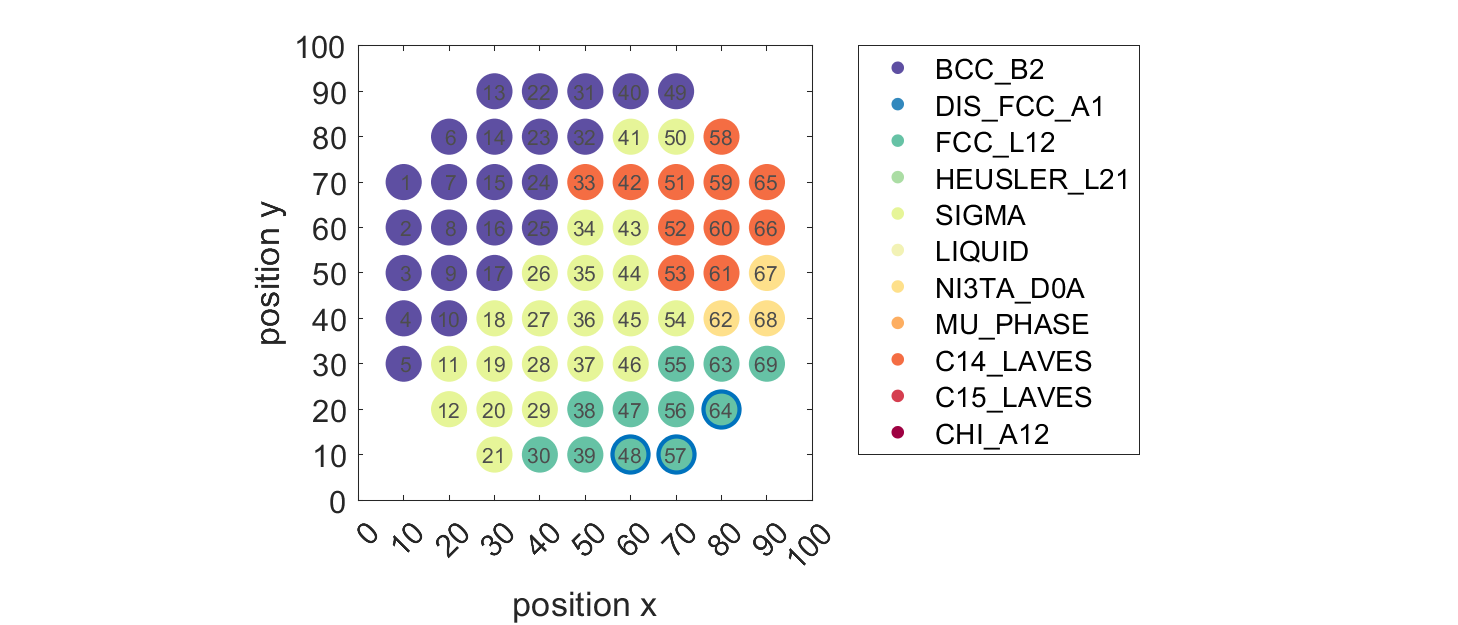 100
90
80
70
60
50
40
30
20
10
0
position y
13 22 31 40 49
6 14 23 32 41 50 58
1 7 15 24 33 42 51 59 65
2 8 16 25 34 43 52 60 66
3 9 17 26 35 44 53 61 67
4 10 18 27 36 45 54 62 68
5 11 19 28 37 46 55 63 69
12 20 29 38 47 56 64
21 30 39 48 57
0 10 20 30 40 50 60 70 80 90 100
position x
BCC_B2
DIS_FCC_A1
FCC_L12
HEUSLER_L21
SIGMA
LIQUID
NI3TA_D0A
MU_PHASE
C14_LAVES
C15_LAVES
CHI_A12